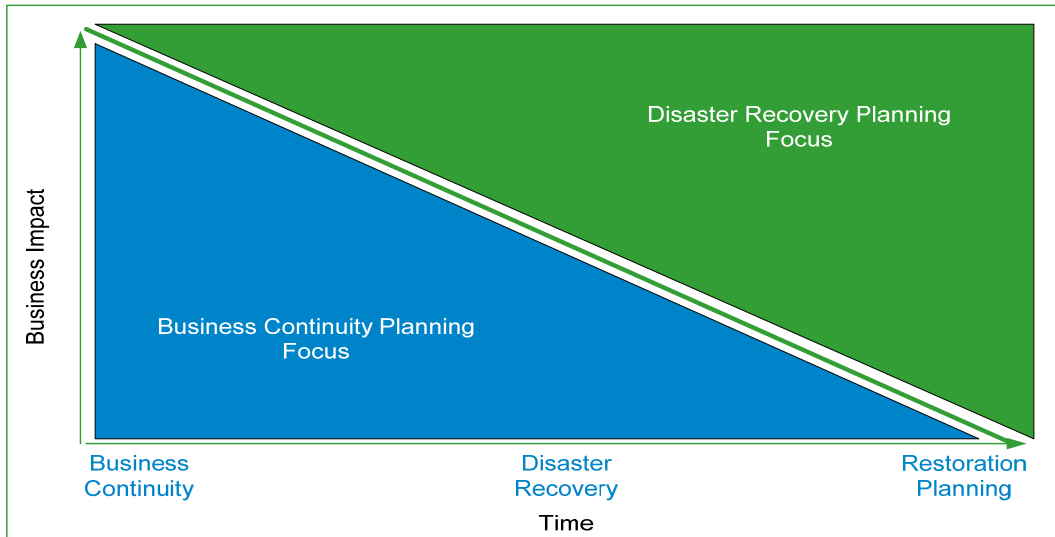 Disaster Recovery Planning
Focus
Business Impact
Business Continuity Planning
Focus
Business
Continuity
Disaster
Recovery
Restoration
Planning
Time